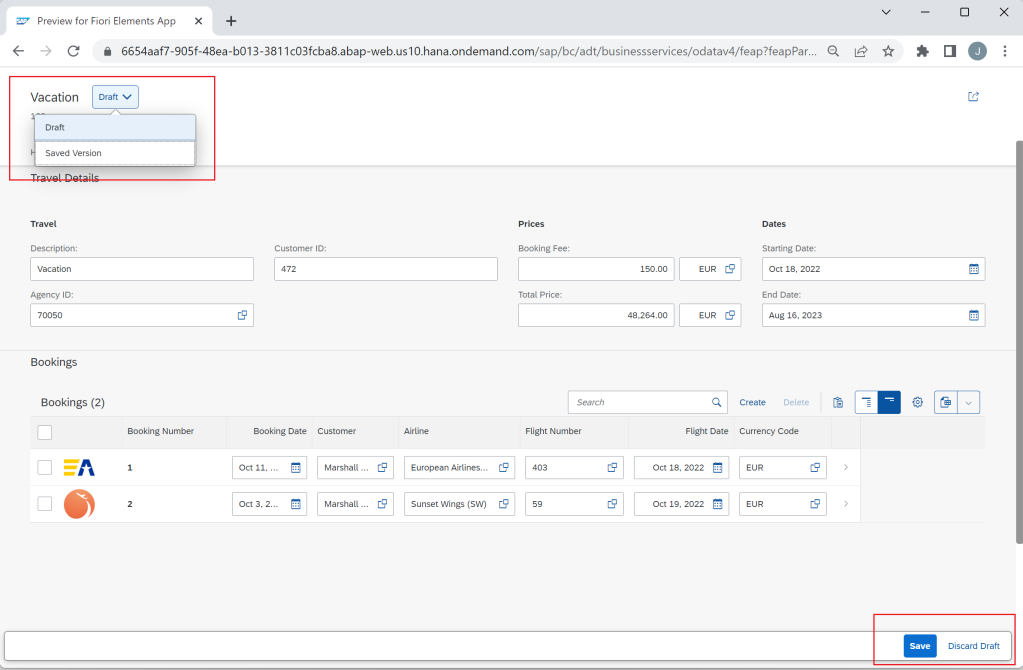 Preview for Fiori Elements App
6654aaf7-905f-48ea-b013-3811c03fcba8.abap-web.us10.hana.ondemand.com/sap/bc/adt/businessservices/odatav4/feap?feapPar...
J
Vacation Draft
Draft
Saved Version
Travel Details
Travel Prices Dates
Description: Customer ID: Booking Fee: Starting Date:
Vacation 472 150.00 EUR Oct 18, 2022
Agency ID: Total Price: End Date:
70050 48,264.00 EUR Aug 16, 2023
Bookings
Bookings (2) Search Create Delete
Booking Number Booking Date Customer Airline Flight Number Flight Date Currency Code
EA 1 Oct 11, ... Marshall ... European Airlines... 403 Oct 18, 2022 EUR
2 Oct 3, 2... Marshall ... Sunset Wings (SW) 59 Oct 19, 2022 EUR
Save Discard Draft